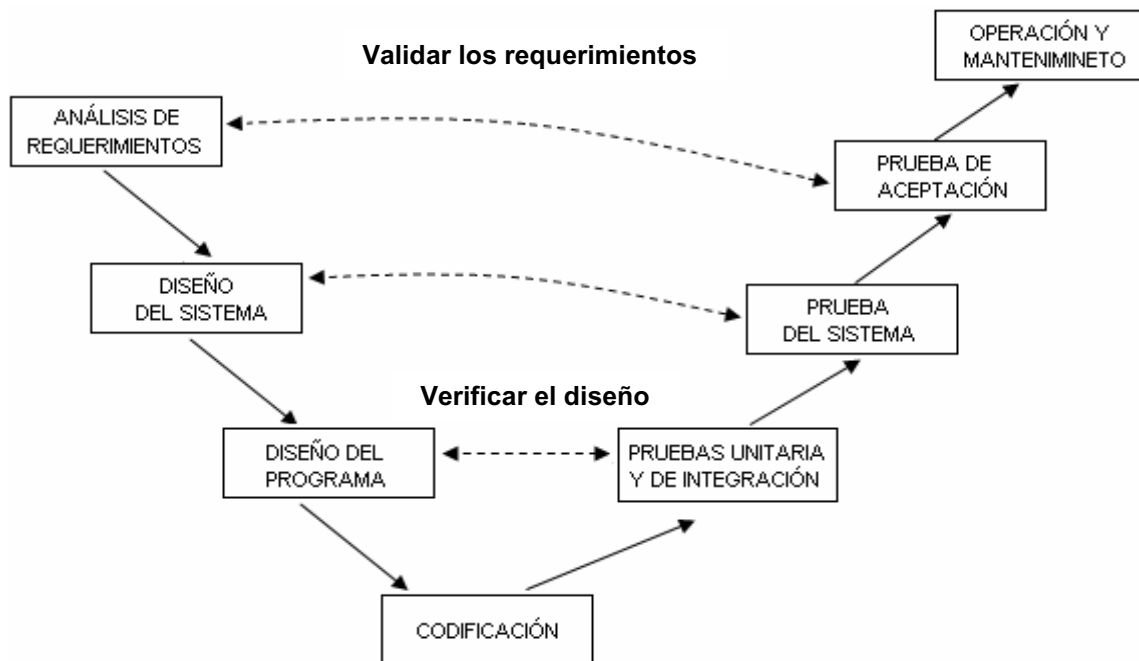 OPERACIÓN Y
MANTENIMINETO
Validar los requerimientos
ANÁLISIS DE
REQUERIMIENTOS
PRUEBA DE
ACEPTACIÓN
DISEÑO
DEL SISTEMA
PRUEBA
DEL SISTEMA
Verificar el diseño
DISEÑO DEL
PROGRAMA
PRUEBAS UNITARIA
Y DE INTEGRACIÓN
CODIFICACIÓN